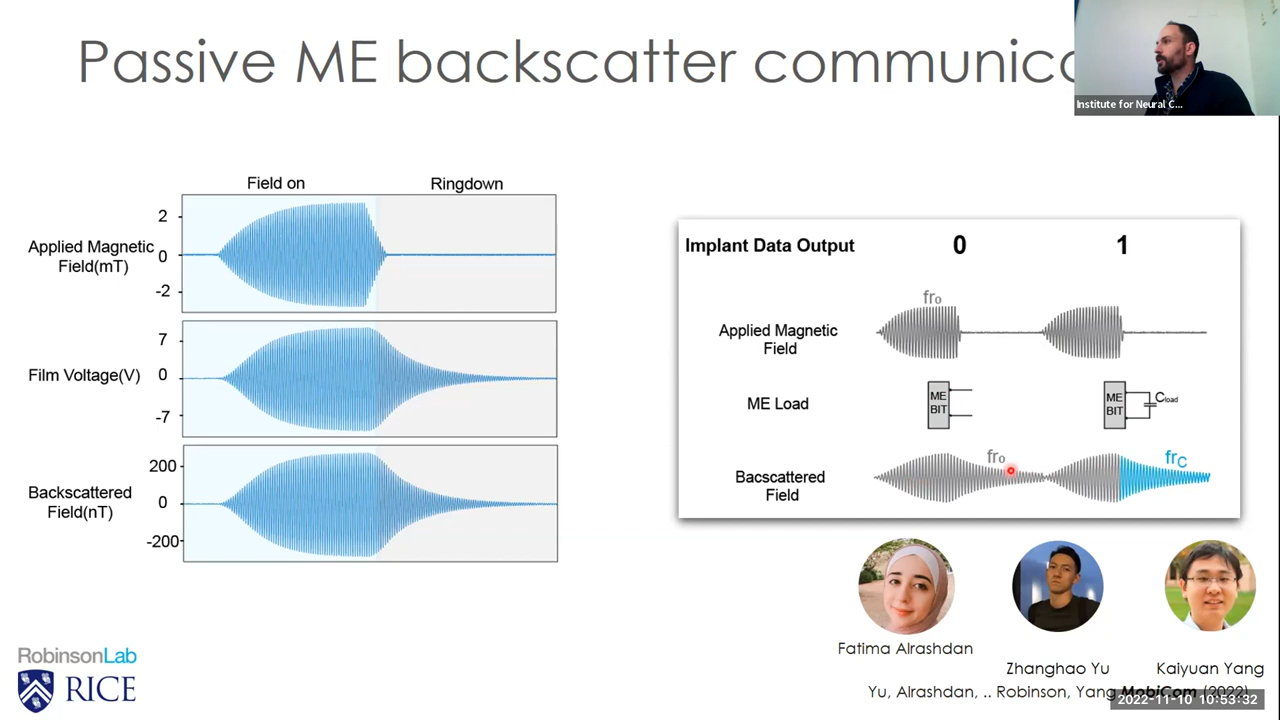 Passive ME backscatter communica
Institute for Neural C...
Field on
Ringdown
Applied Magnetic
Field(mT)
2
0
-2
Film Voltage(V)
7
0
-7
Backscattered
Field(nT)
200
0
-200
Implant Data Output
0
1
Applied Magnetic
Field
fr₀
ME Load
ME
BIT
ME
BIT
Cload
Bacscattered
Field
fr₀
frC
Fatima Alrashdan
Zhanghao Yu
Kaiyuan Yang
Yu, Alrashdan, .. Robinson, Yang MobiCom (2022)
2022-11-10 10:53:32
RobinsonLab
RICE